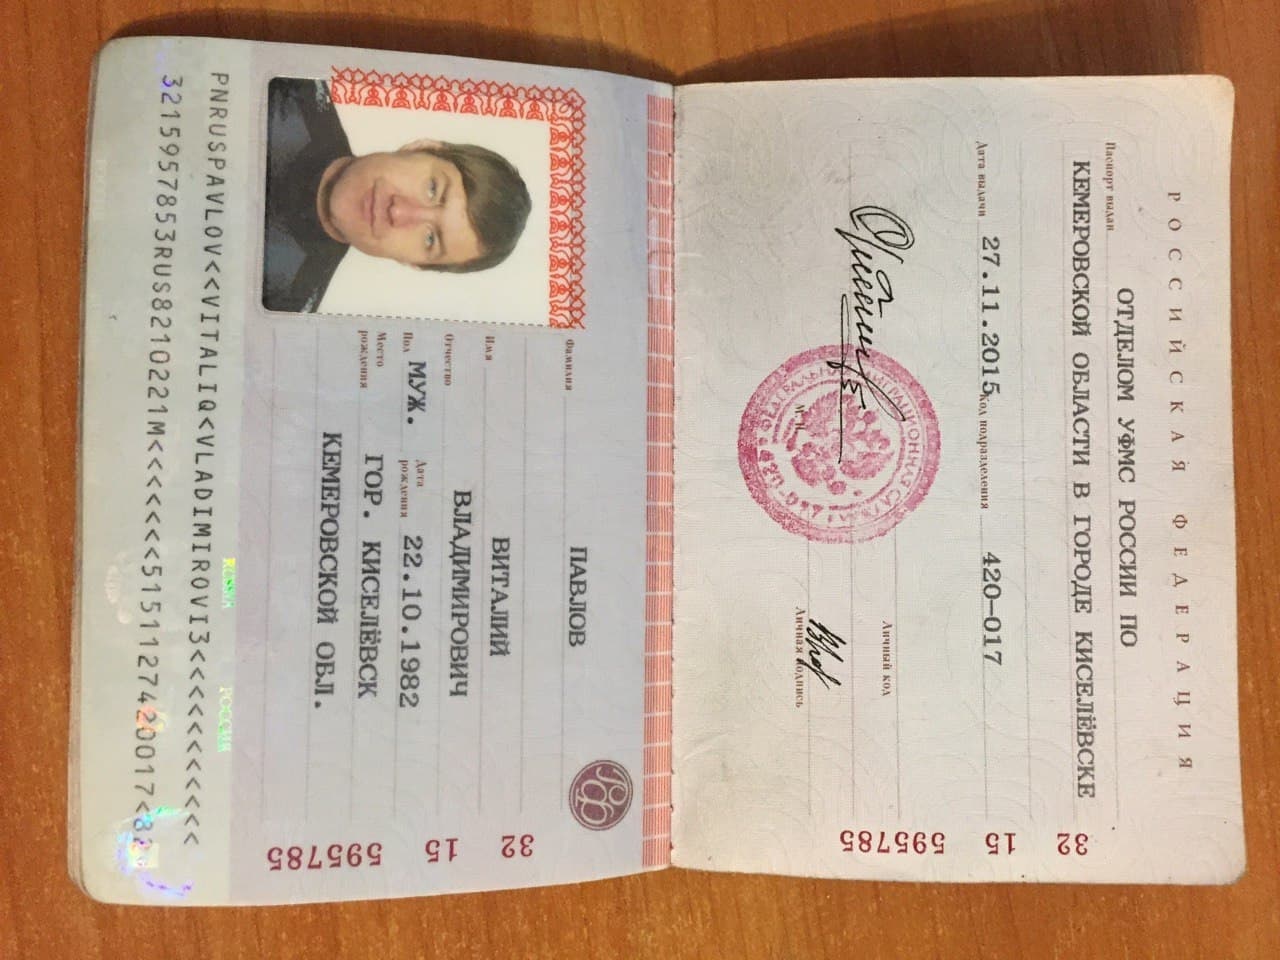 РОССИЙСКАЯ ФЕДЕРАЦИЯ
Паспорт выдан
ОТДЕЛОМ УФМС РОССИИ ПО
КЕМЕРОВСКОЙ ОБЛАСТИ В ГОРОДЕ КИСЕЛЁВСКЕ
Дата выдачи 27.11.2015 Код подразделения 420-017
Личный код
Личная подпись
М.П.
32 15 595785
Фамилия
ПАВЛОВ
Имя
ВИТАЛИЙ
Отчество
ВЛАДИМИРОВИЧ
Пол МУЖ. Дата рождения 22.10.1982
Место рождения ГОР. КИСЕЛЁВСК
КЕМЕРОВСКОЙ ОБЛ.
32 15 595785
RUSSIA РОССИЯ
PNRUSPAVLOV<<VITALIQ<VLADIMIROVI3<<<<<<<<<<<
3215957853RUS8210221M<<<<<<<5151127420017<